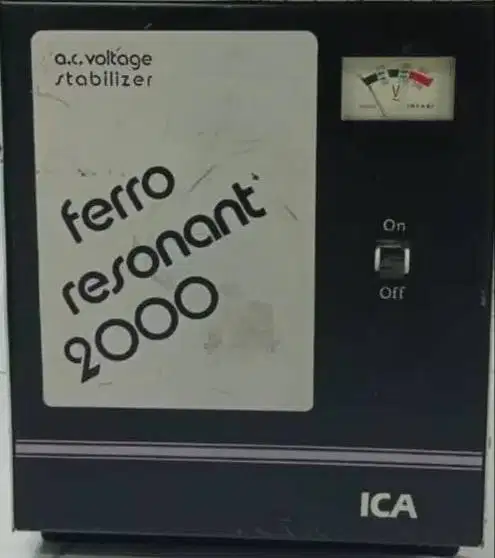 a.c. voltage
stabilizer
ferro
resonant
2000
V
On
Off
ICA